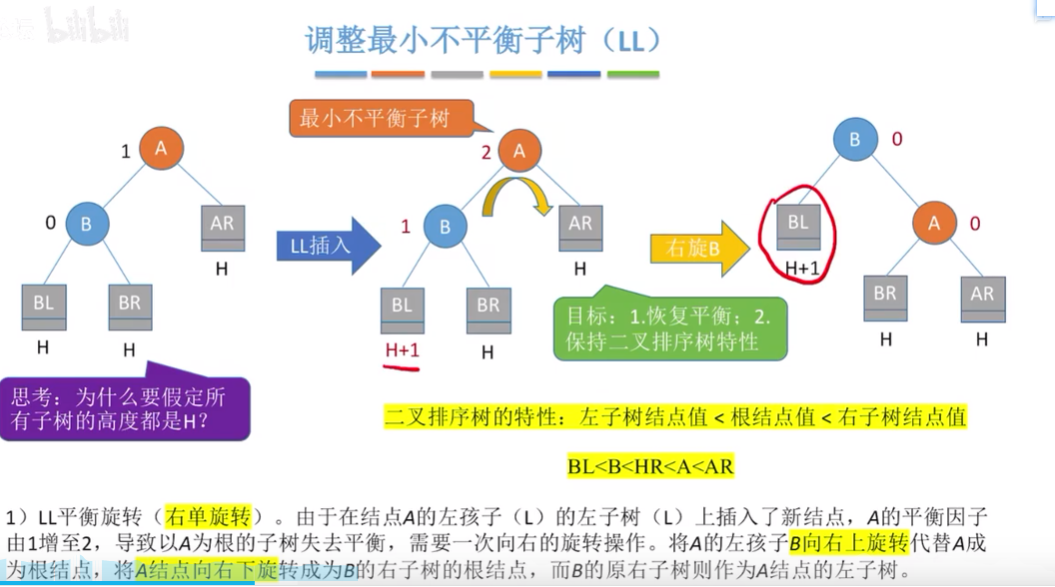 bilibili
调整最小不平衡子树（LL）
最小不平衡子树
1 A
0 B
AR
H
BL
BR
H
H
LL插入
2 A
1 B
AR
H
BL
BR
H+1
H
右旋B
B 0
BL
H+1
A 0
BR
AR
H
H
目标：1.恢复平衡；2.
保持二叉排序树特性
思考：为什么要假定所
有子树的高度都是H？
二叉排序树的特性：左子树结点值 < 根结点值 < 右子树结点值
BL<B<HR<A<AR
1）LL平衡旋转（右单旋转）。由于在结点A的左孩子（L）的左子树（L）上插入了新结点，A的平衡因子
由1增至2，导致以A为根的子树失去平衡，需要一次向右的旋转操作。将A的左孩子B向右上旋转代替A成
为根结点，将A结点向右下旋转成为B的右子树的根结点，而B的原右子树则作为A结点的左子树。